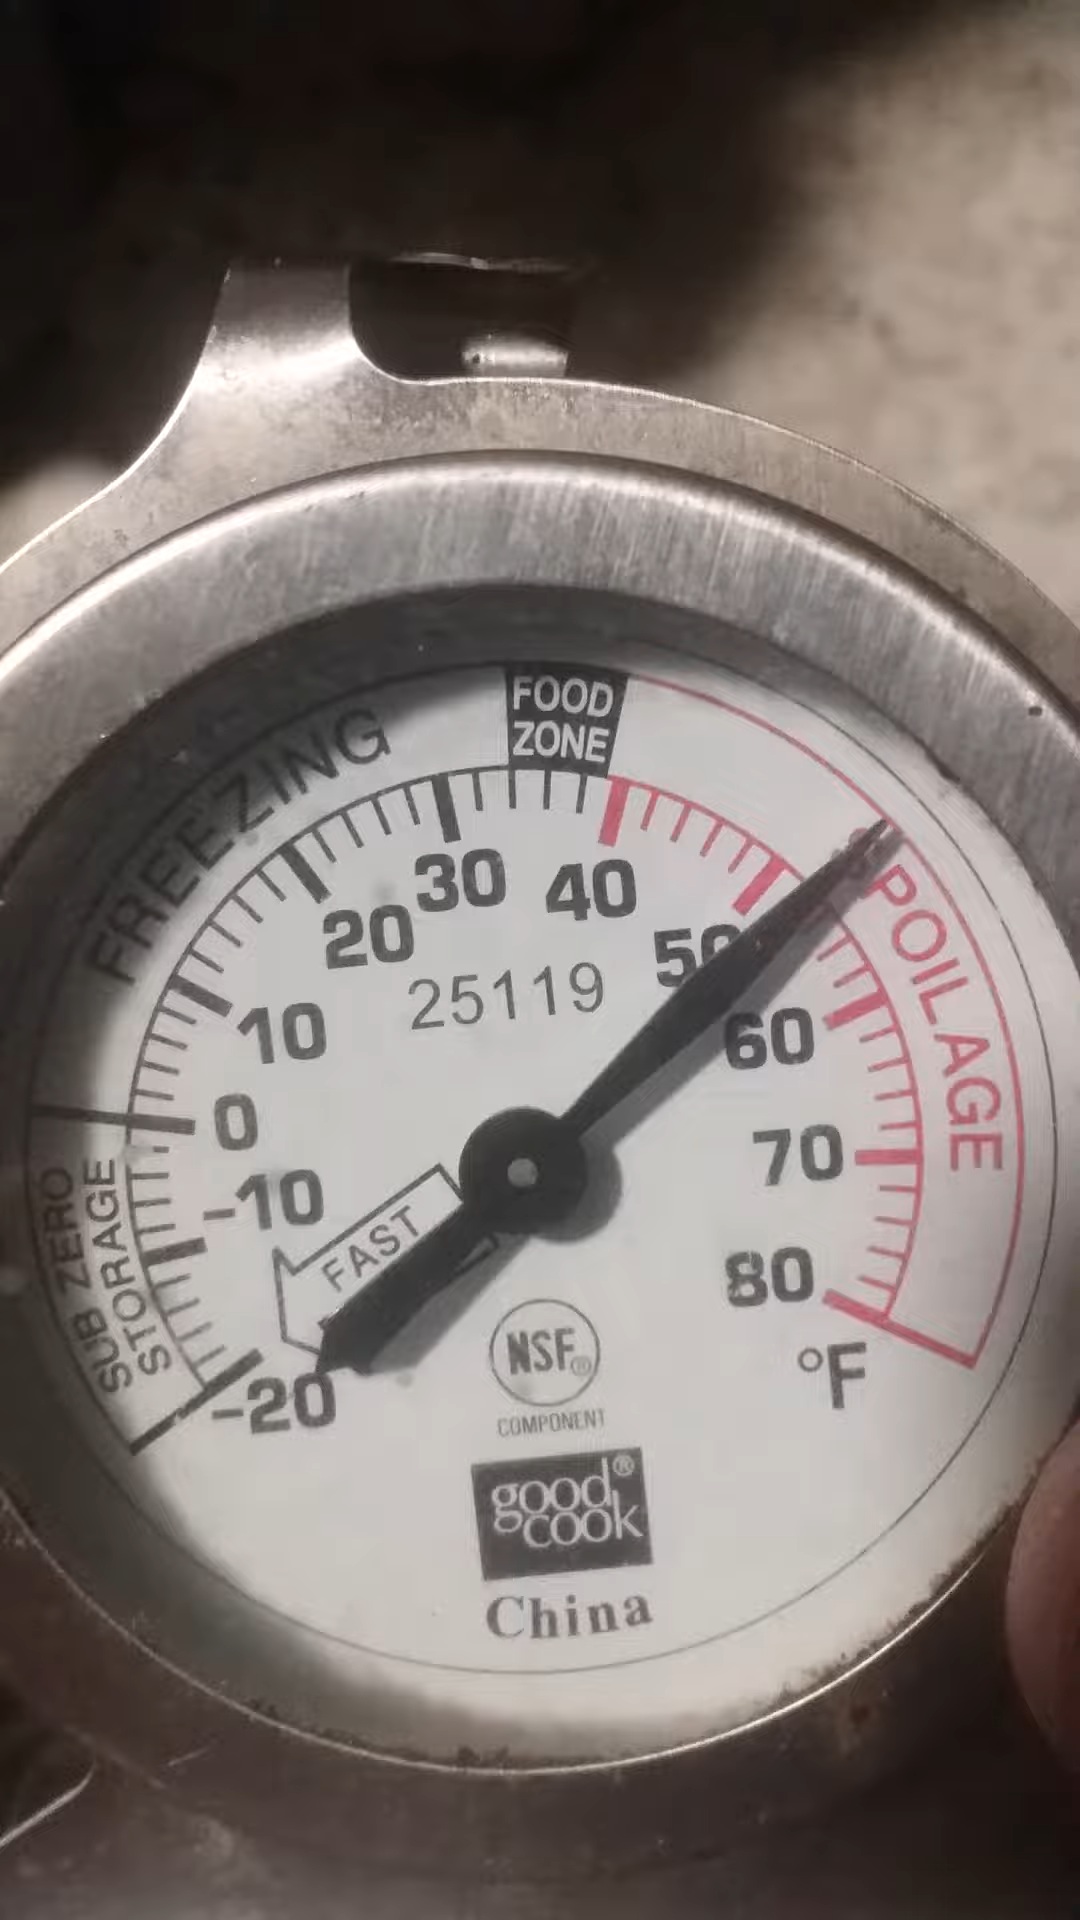 FOOD
ZONE
FREEZING
POILAGE
30
40
20
50
25119
10
60
0
70
-10
SUB ZERO
STORAGE
FAST
80
-20
°F
NSF®
COMPONENT
good®
cook
China